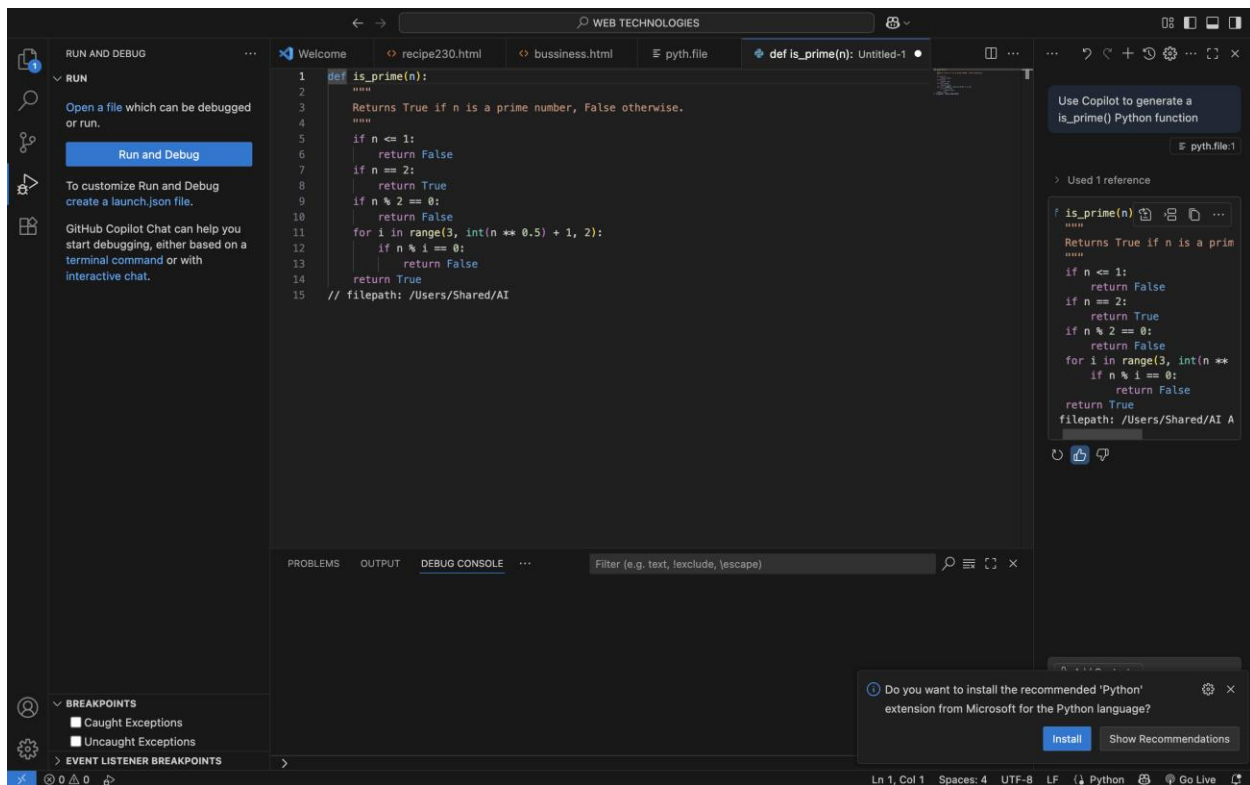 WEB TECHNOLOGIES
RUN AND DEBUG
RUN
Open a file which can be debugged
or run.
Run and Debug
To customize Run and Debug
create a launch.json file.
GitHub Copilot Chat can help you
start debugging, either based on a
terminal command or with
interactive chat.
BREAKPOINTS
Caught Exceptions
Uncaught Exceptions
EVENT LISTENER BREAKPOINTS
Welcome <> recipe230.html <> bussiness.html pyth.file def is_prime(n): Untitled-1
1 def is_prime(n):
2 """
3 Returns True if n is a prime number, False otherwise.
4 """
5 if n <= 1:
6 return False
7 if n == 2:
8 return True
9 if n % 2 == 0:
10 return False
11 for i in range(3, int(n ** 0.5) + 1, 2):
12 if n % i == 0:
13 return False
14 return True
15 // filepath: /Users/Shared/AI
PROBLEMS OUTPUT DEBUG CONSOLE ··· Filter (e.g. text, !exclude, \escape)
>
Use Copilot to generate a
is_prime() Python function
pyth.file:1
> Used 1 reference
is_prime(n)
"""
Returns True if n is a prim
"""
if n <= 1:
return False
if n == 2:
return True
if n % 2 == 0:
return False
for i in range(3, int(n **
if n % i == 0:
return False
return True
filepath: /Users/Shared/AI A
Do you want to install the recommended 'Python'
extension from Microsoft for the Python language?
Install Show Recommendations
0 0 Ln 1, Col 1 Spaces: 4 UTF-8 LF Python Go Live